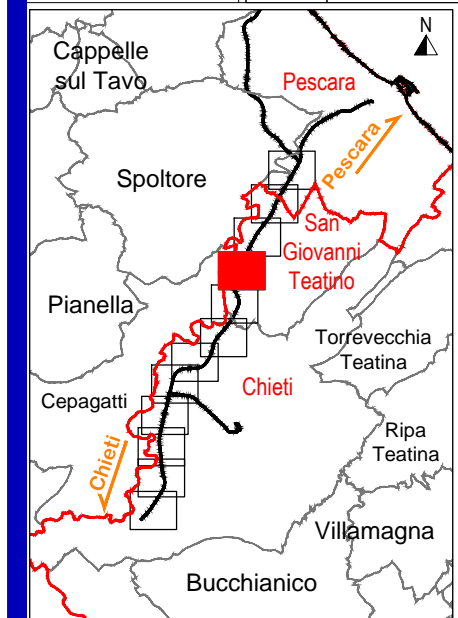 N
Cappelle
sul Tavo
Pescara
Pescara
Spoltore
San
Giovanni
Teatino
Pianella
Torrevecchia
Teatina
Chieti
Cepagatti
Ripa
Teatina
Chieti
Villamagna
Bucchianico